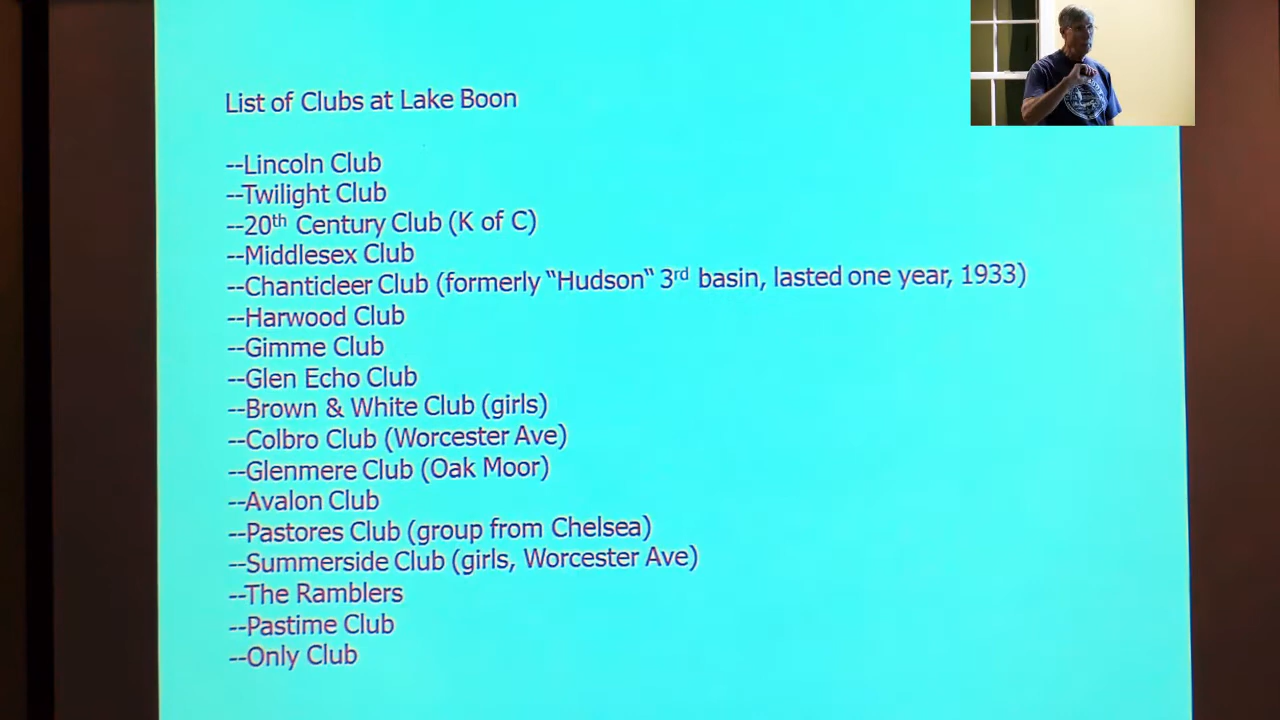 List of Clubs at Lake Boon
--Lincoln Club
--Twilight Club
--20th Century Club (K of C)
--Middlesex Club
--Chanticleer Club (formerly “Hudson“ 3rd basin, lasted one year, 1933)
--Harwood Club
--Gimme Club
--Glen Echo Club
--Brown & White Club (girls)
--Colbro Club (Worcester Ave)
--Glenmere Club (Oak Moor)
--Avalon Club
--Pastores Club (group from Chelsea)
--Summerside Club (girls, Worcester Ave)
--The Ramblers
--Pastime Club
--Only Club